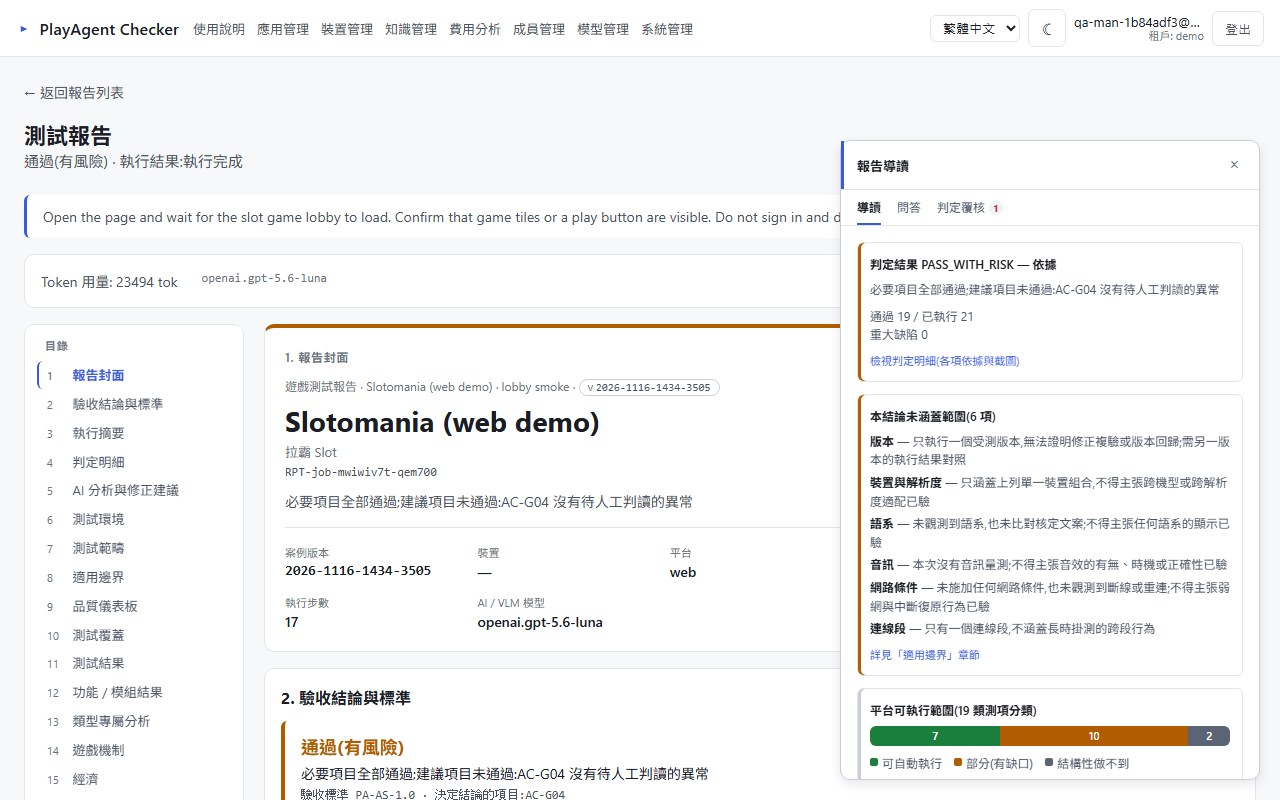 PlayAgent Checker 使用說明 應用管理 裝置管理 知識管理 費用分析 成員管理 模型管理 系統管理 繁體中文 qa-man-1b84adf3@… 登出
租戶: demo
← 返回報告列表
測試報告
通過(有風險) · 執行結果:執行完成
Open the page and wait for the slot game lobby to load. Confirm that game tiles or a play button are visible. Do not sign in and d
Token 用量: 23494 tok openai.gpt-5.6-luna
目錄
1 報告封面
2 驗收結論與標準
3 執行摘要
4 判定明細
5 AI 分析與修正建議
6 測試環境
7 測試範疇
8 適用邊界
9 品質儀表板
10 測試覆蓋
11 測試結果
12 功能 / 模組結果
13 類型專屬分析
14 遊戲機制
15 經濟
1. 報告封面
遊戲測試報告 · Slotomania (web demo) · lobby smoke · v 2026-1116-1434-3505
Slotomania (web demo)
拉霸 Slot
RPT-job-mwiwiv7t-qem700
必要項目全部通過;建議項目未通過:AC-G04 沒有待人工判讀的異常
案例版本 裝置 平台
2026-1116-1434-3505 — web
執行步數 AI / VLM 模型
17 openai.gpt-5.6-luna
2. 驗收結論與標準
通過(有風險)
必要項目全部通過;建議項目未通過:AC-G04 沒有待人工判讀的異常
驗收標準 PA-AS-1.0 · 決定結論的項目:AC-G04
報告導讀 ×
導讀 問答 判定覆核 1
判定結果 PASS_WITH_RISK — 依據
必要項目全部通過;建議項目未通過:AC-G04 沒有待人工判讀的異常
通過 19 / 已執行 21
重大缺陷 0
檢視判定明細(各項依據與截圖)
本結論未涵蓋範圍(6 項)
版本 — 只執行一個受測版本,無法證明修正複驗或版本回歸;需另一版
本的執行結果對照
裝置與解析度 — 只涵蓋上列單一裝置組合,不得主張跨機型或跨解析
度適配已驗
語系 — 未觀測到語系,也未比對核定文案;不得主張任何語系的顯示已
驗
音訊 — 本次沒有音訊量測;不得主張音效的有無、時機或正確性已驗
網路條件 — 未施加任何網路條件,也未觀測到斷線或重連;不得主張弱
網與中斷復原行為已驗
連線段 — 只有一個連線段,不涵蓋長時掛測的跨段行為
詳見「適用邊界」章節
平台可執行範圍(19 類測項分類)
7 10 2
可自動執行 部分(有缺口) 結構性做不到